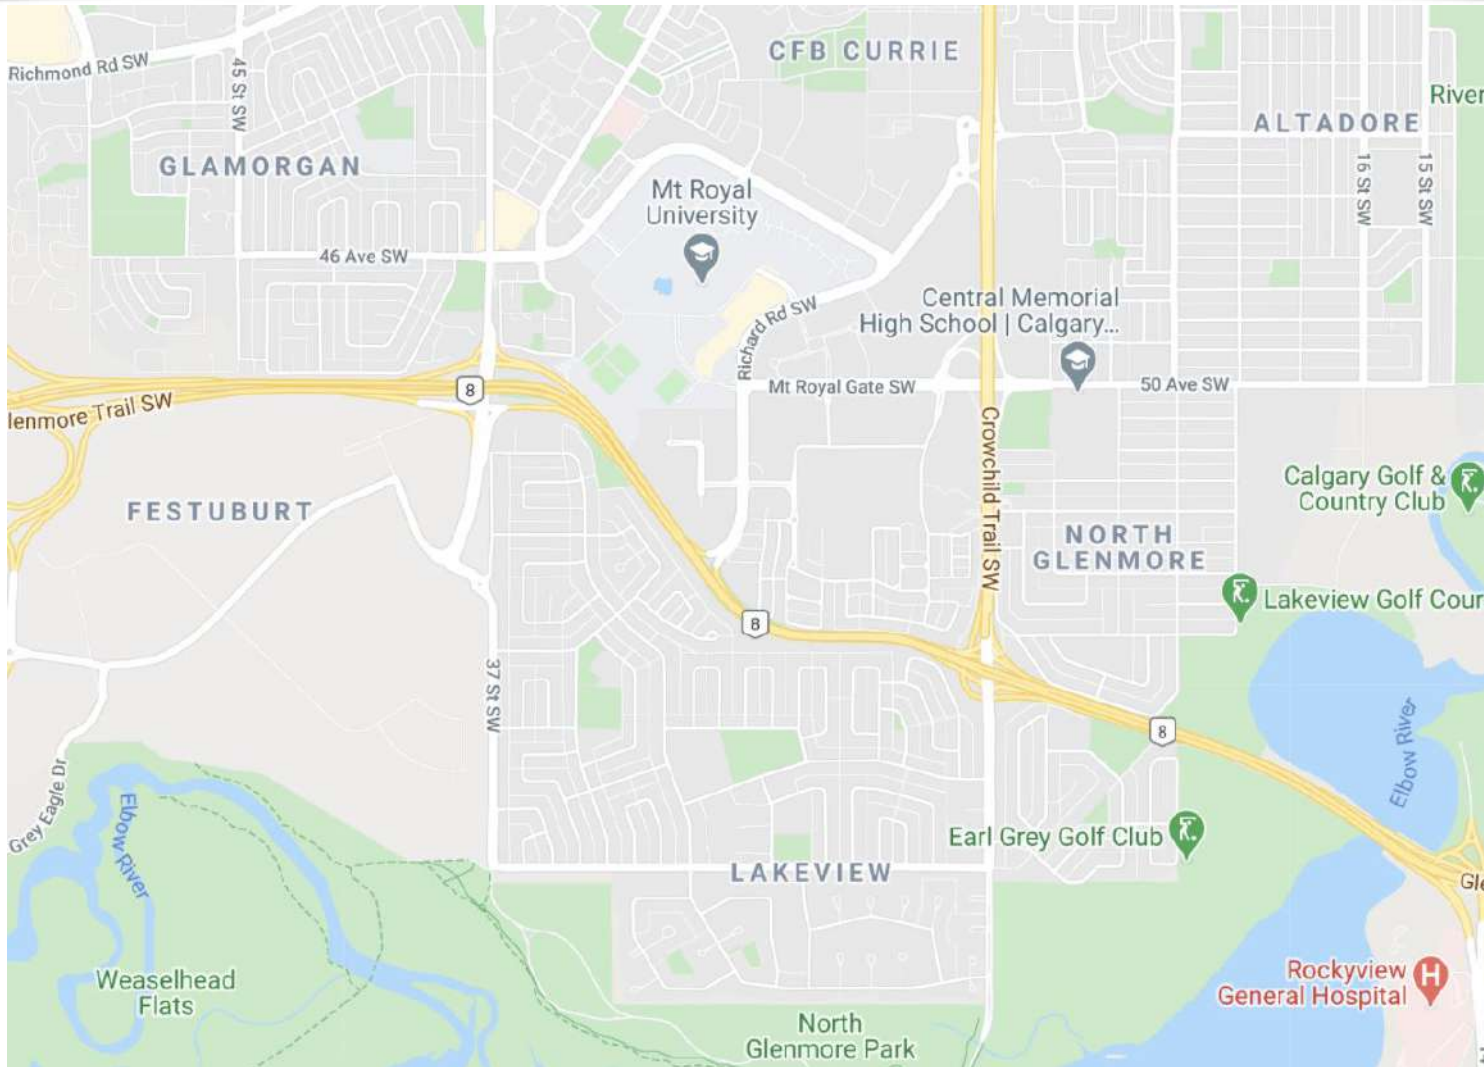 CFB CURRIE
Richmond Rd SW
45 St SW
River
ALTADORE
GLAMORGAN
16 St SW
15 St SW
Mt Royal
University
46 Ave SW
Central Memorial
High School | Calgary...
Richard Rd SW
Mt Royal Gate SW
50 Ave SW
8
lenmore Trail SW
Crowchild Trail SW
Calgary Golf &
Country Club
FESTUBURT
NORTH
GLENMORE
Lakeview Golf Cour
8
37 St SW
8
Elbow River
Grey Eagle Dr
Elbow River
Earl Grey Golf Club
LAKEVIEW
Gle
Weaselhead
Flats
Rockyview
General Hospital
H
North
Glenmore Park